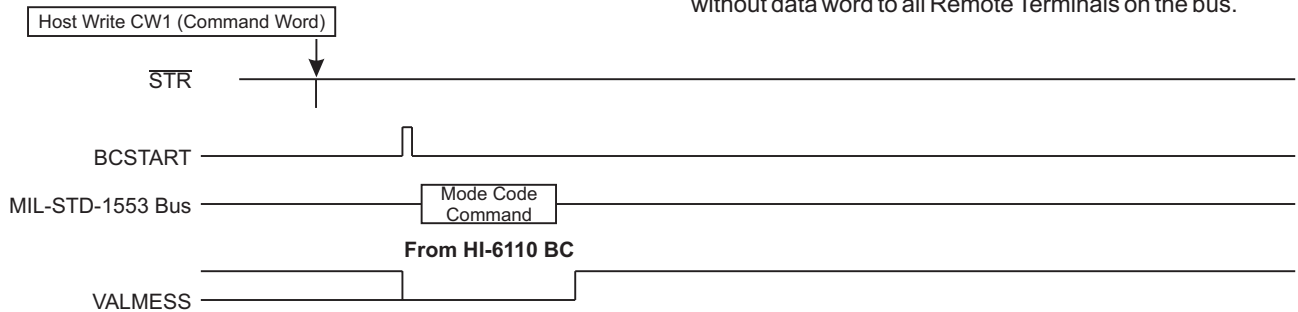 without data word to all Remote Terminals on the bus.
Host Write CW1 (Command Word)
STR
BCSTART
MIL-STD-1553 Bus
Mode Code
Command
From HI-6110 BC
VALMESS